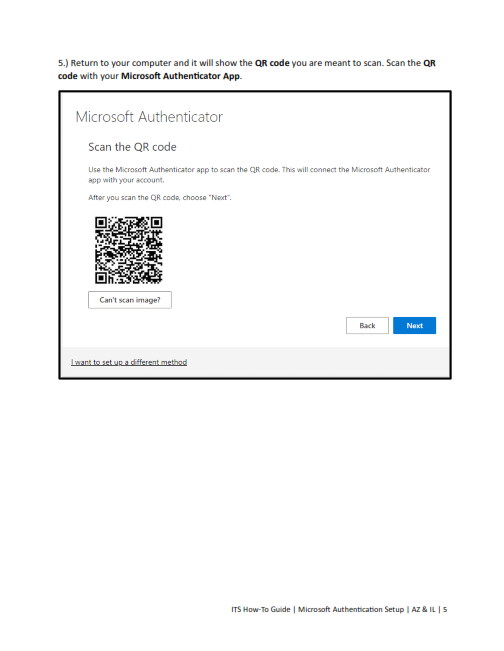 5.) Return to your computer and it will show the QR code you are meant to scan. Scan the QR
code with your Microsoft Authenticator App.
Microsoft Authenticator
Scan the QR code
Use the Microsoft Authenticator app to scan the QR code. This will connect the Microsoft Authenticator
app with your account.
After you scan the QR code, choose "Next".
Can't scan image?
Back Next
I want to set up a different method
ITS How-To Guide | Microsoft Authentication Setup | AZ & IL | 5